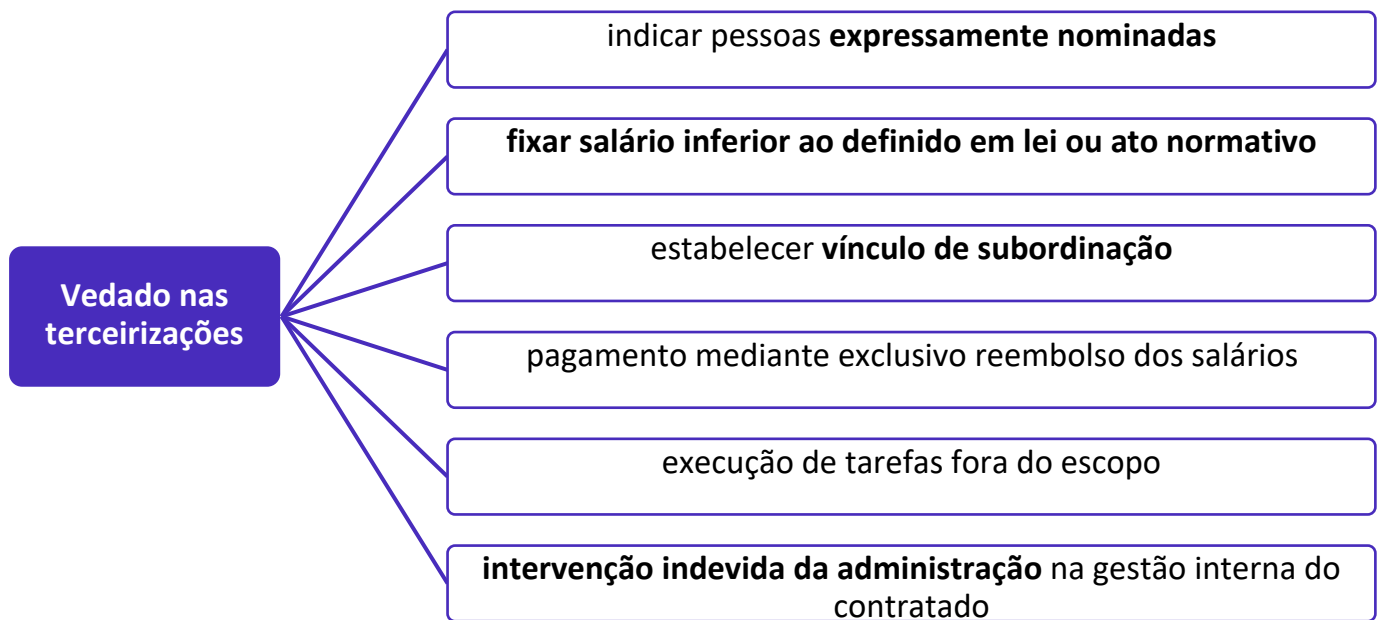 indicar pessoas expressamente nominadas
fixar salário inferior ao definido em lei ou ato normativo
estabelecer vínculo de subordinação
Vedado nas
terceirizações
pagamento mediante exclusivo reembolso dos salários
execução de tarefas fora do escopo
intervenção indevida da administração na gestão interna do
contratado